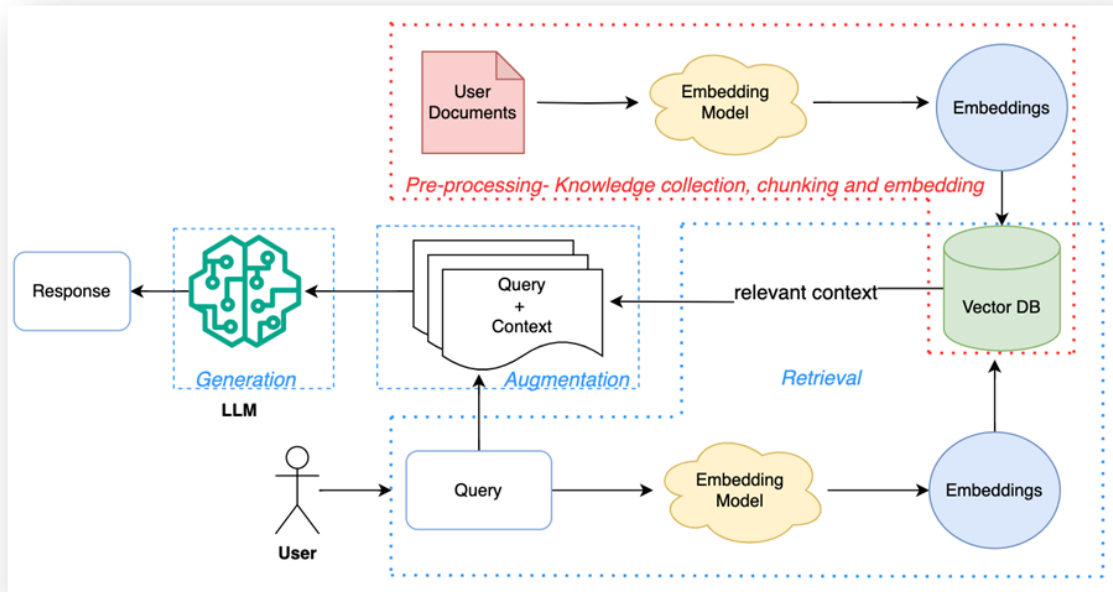 User
Documents
Embedding
Model
Embeddings
Pre-processing- Knowledge collection, chunking and embedding
Response
Generation
LLM
Query
+
Context
Augmentation
relevant context
Vector DB
Retrieval
User
Query
Embedding
Model
Embeddings